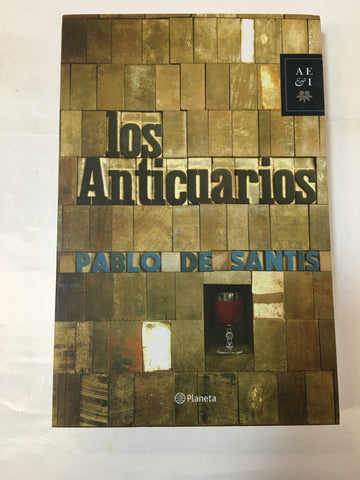 AE
&I
los
Anticuarios
PABLO DE SANTIS
Planeta